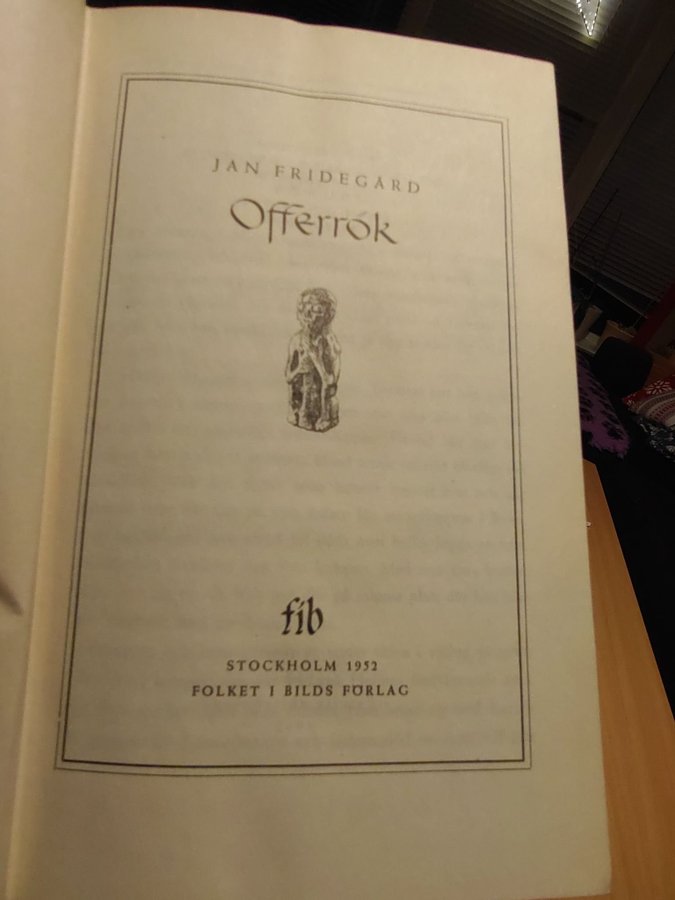 JAN FRIDEGÅRD
Offerrök
fib
STOCKHOLM 1952
FOLKET I BILDS FÖRLAG